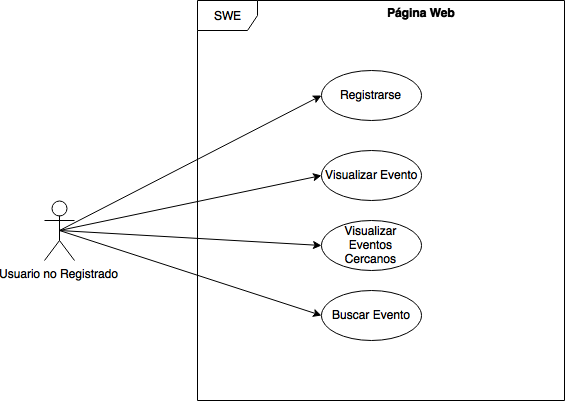 SWE
Página Web
Registrarse
Visualizar Evento
Visualizar
Eventos
Cercanos
Buscar Evento
Usuario no Registrado